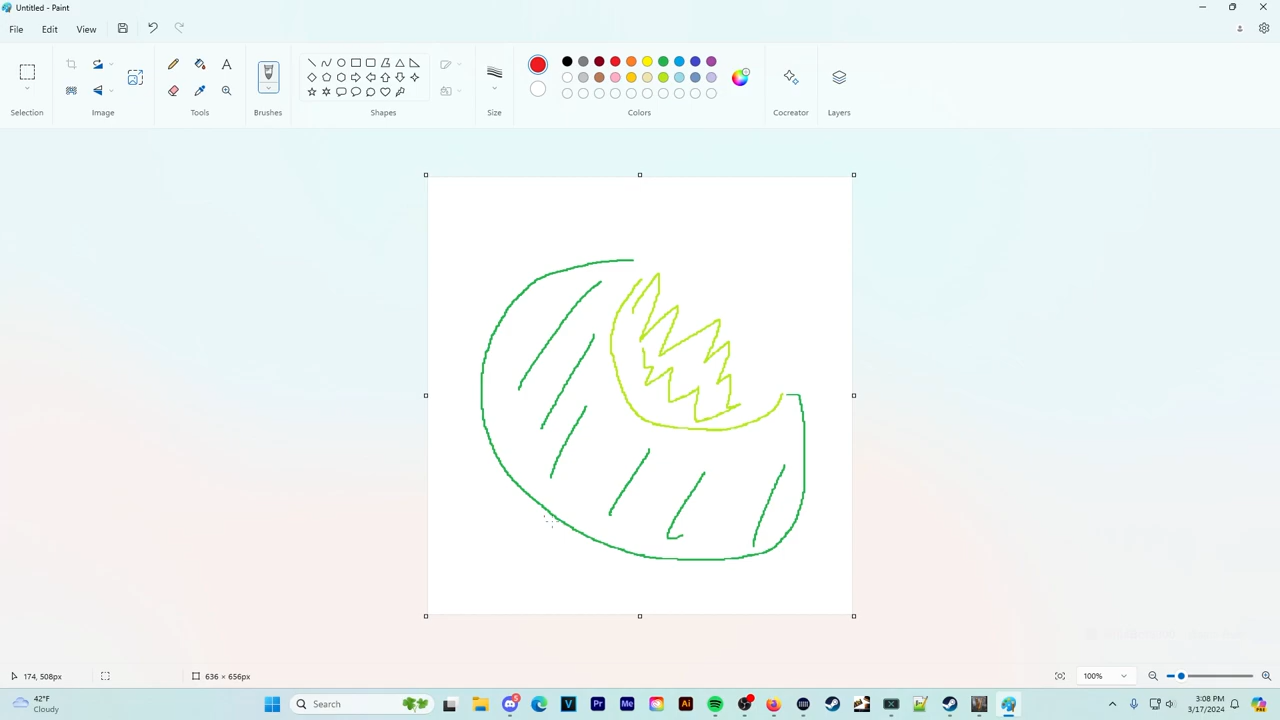 Untitled - Paint
File Edit View
Selection Image Tools Brushes Shapes Size Colors Cocreator Layers
174, 508px
636 × 656px
100%
42°F
Cloudy
Search
5
3:08 PM
3/17/2024